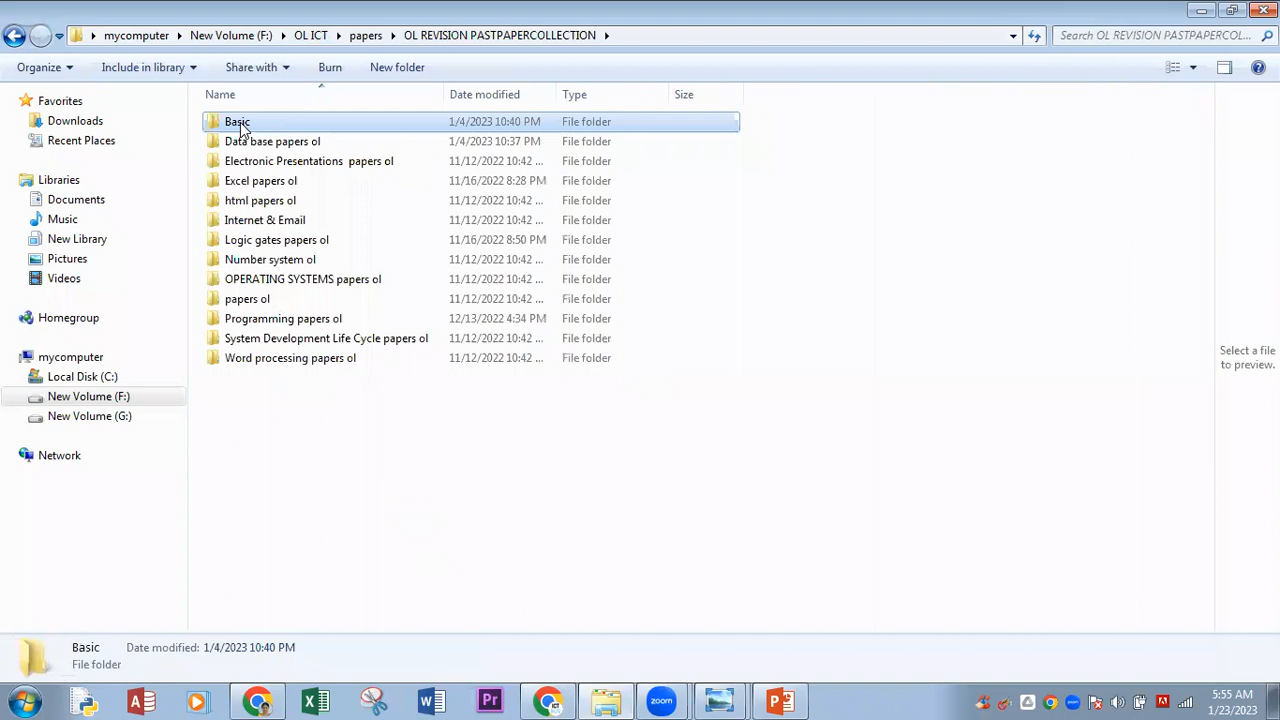 mycomputer New Volume (F:) OL ICT papers OL REVISION PASTPAPERCOLLECTION Search OL REVISION PASTPAPERCOL...
Organize Include in library Share with Burn New folder
Name Date modified Type Size
Favorites
Downloads
Recent Places
Libraries
Documents
Music
New Library
Pictures
Videos
Homegroup
mycomputer
Local Disk (C:)
New Volume (F:)
New Volume (G:)
Network
Basic 1/4/2023 10:40 PM File folder
Data base papers ol 1/4/2023 10:37 PM File folder
Electronic Presentations papers ol 11/12/2022 10:42 ... File folder
Excel papers ol 11/16/2022 8:28 PM File folder
html papers ol 11/12/2022 10:42 ... File folder
Internet & Email 11/12/2022 10:42 ... File folder
Logic gates papers ol 11/16/2022 8:50 PM File folder
Number system ol 11/12/2022 10:42 ... File folder
OPERATING SYSTEMS papers ol 11/12/2022 10:42 ... File folder
papers ol 11/12/2022 10:42 ... File folder
Programming papers ol 12/13/2022 4:34 PM File folder
System Development Life Cycle papers ol 11/12/2022 10:42 ... File folder
Word processing papers ol 11/12/2022 10:42 ... File folder
Select a file
to preview.
Basic Date modified: 1/4/2023 10:40 PM
File folder
Pr
zoom
5:55 AM
1/23/2023